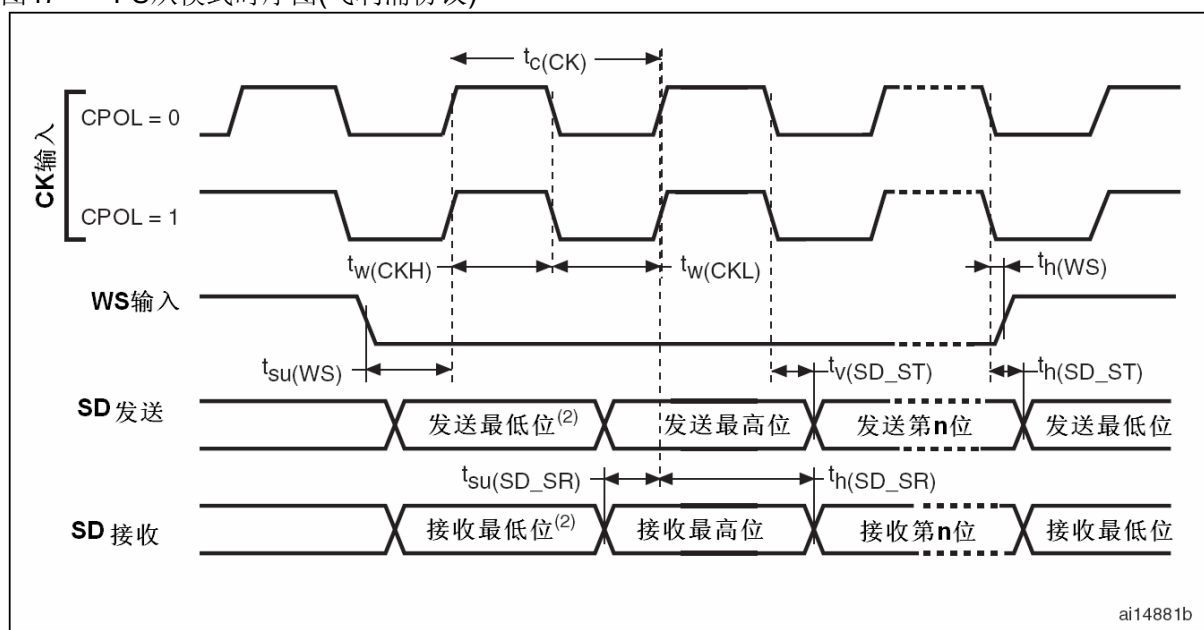 tc(CK)
CPOL = 0
CK输入
CPOL = 1
tw(CKH)
tw(CKL)
th(WS)
WS输入
tsu(WS)
tv(SD_ST)
th(SD_ST)
SD 发送
发送最低位(2)
发送最高位
发送第n位
发送最低位
tsu(SD_SR)
th(SD_SR)
SD 接收
接收最低位(2)
接收最高位
接收第n位
接收最低位
ai14881b